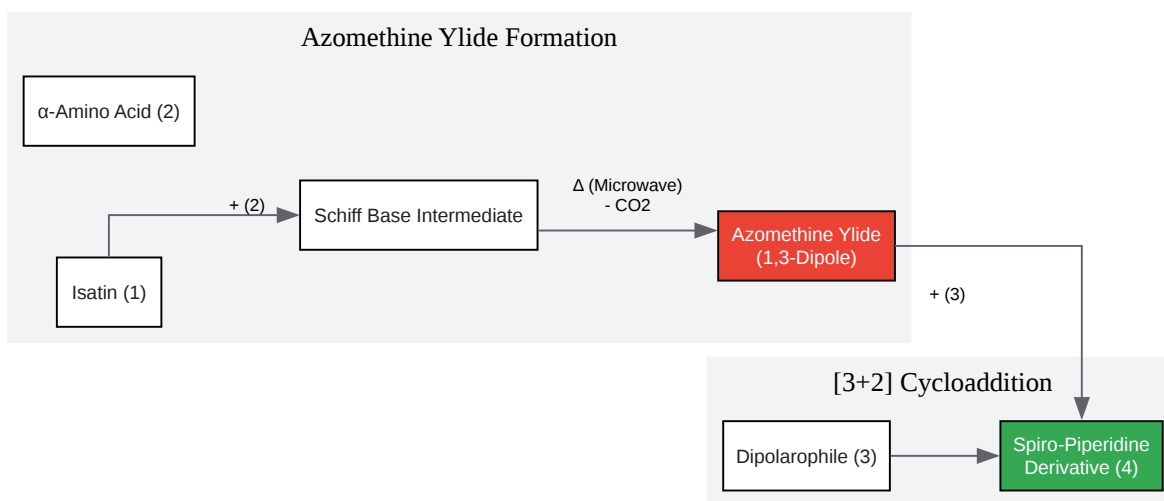 Azomethine Ylide Formation
α-Amino Acid (2)
Isatin (1)
+ (2)
Schiff Base Intermediate
Δ (Microwave)
- CO2
Azomethine Ylide
(1,3-Dipole)
+ (3)
[3+2] Cycloaddition
Dipolarophile (3)
Spiro-Piperidine
Derivative (4)